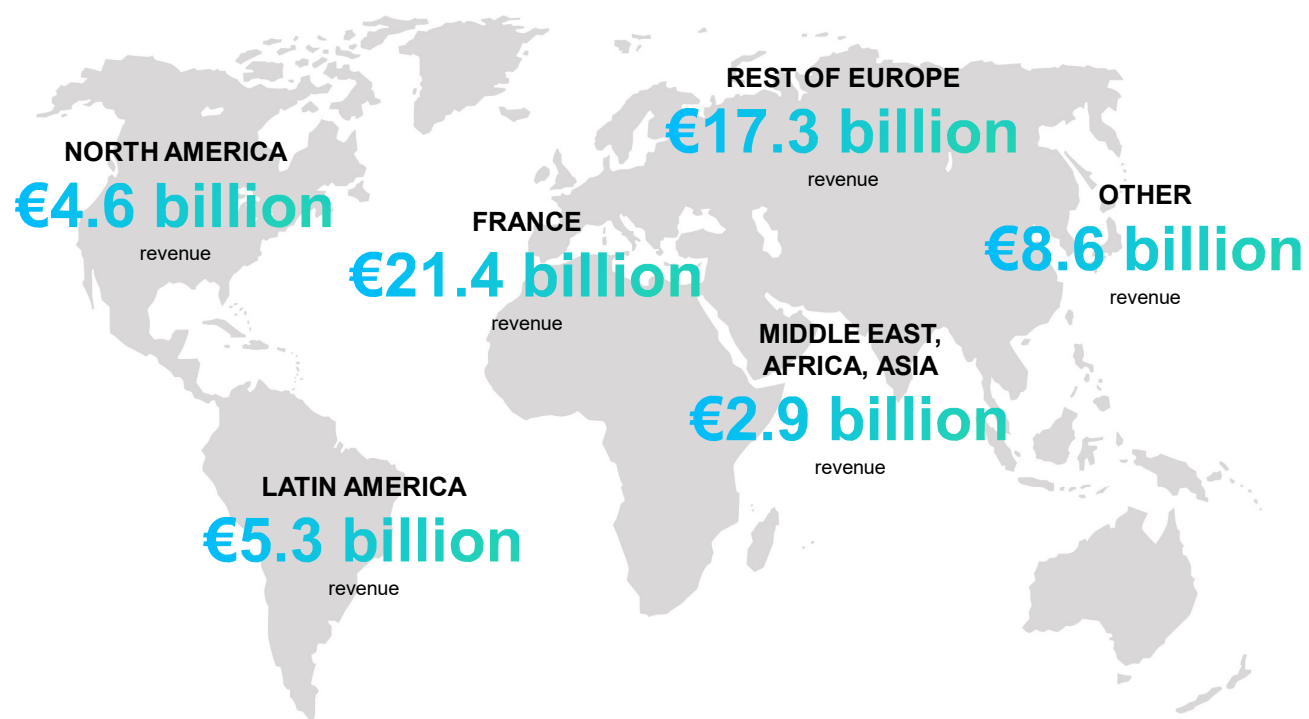 REST OF EUROPE
€17.3 billion
revenue
NORTH AMERICA
€4.6 billion
revenue
OTHER
€8.6 billion
revenue
FRANCE
€21.4 billion
revenue
MIDDLE EAST,
AFRICA, ASIA
€2.9 billion
revenue
LATIN AMERICA
€5.3 billion
revenue